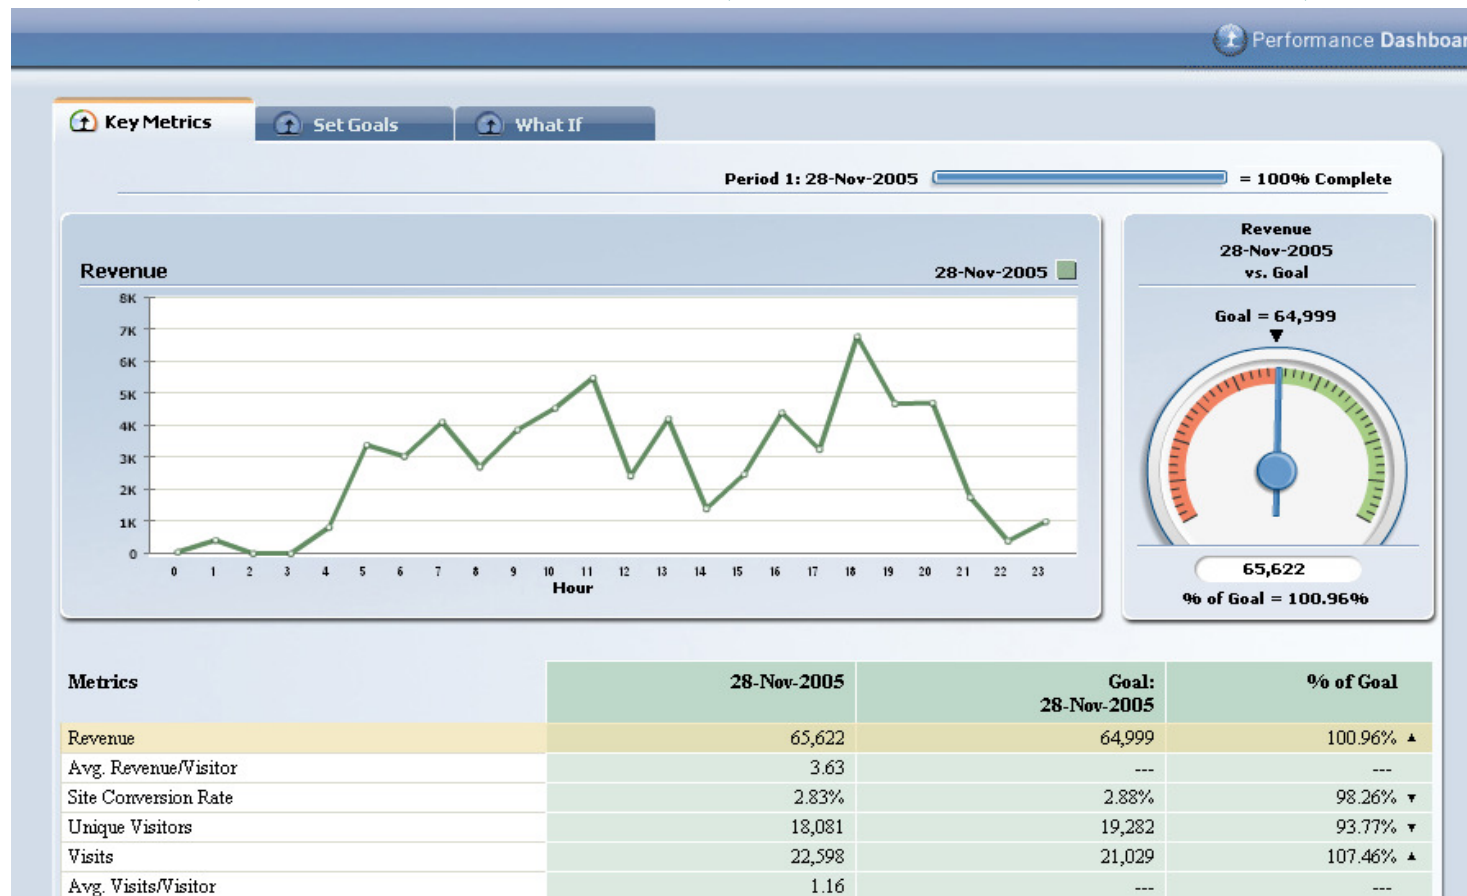 Performance Dashboar
Key Metrics Set Goals What If
Period 1: 28-Nov-2005 = 100% Complete
Revenue 28-Nov-2005
8K
7K
6K
5K
4K
3K
2K
1K
0
0 1 2 3 4 5 6 7 8 9 10 11 12 13 14 15 16 17 18 19 20 21 22 23
Hour
Revenue
28-Nov-2005
vs. Goal
Goal = 64,999
65,622
% of Goal = 100.96%
Metrics 28-Nov-2005 Goal: % of Goal
28-Nov-2005
Revenue 65,622 64,999 100.96% ▲
Avg. Revenue/Visitor 3.63 --- ---
Site Conversion Rate 2.83% 2.88% 98.26% ▼
Unique Visitors 18,081 19,282 93.77% ▼
Visits 22,598 21,029 107.46% ▲
Avg. Visits/Visitor 1.16 --- ---